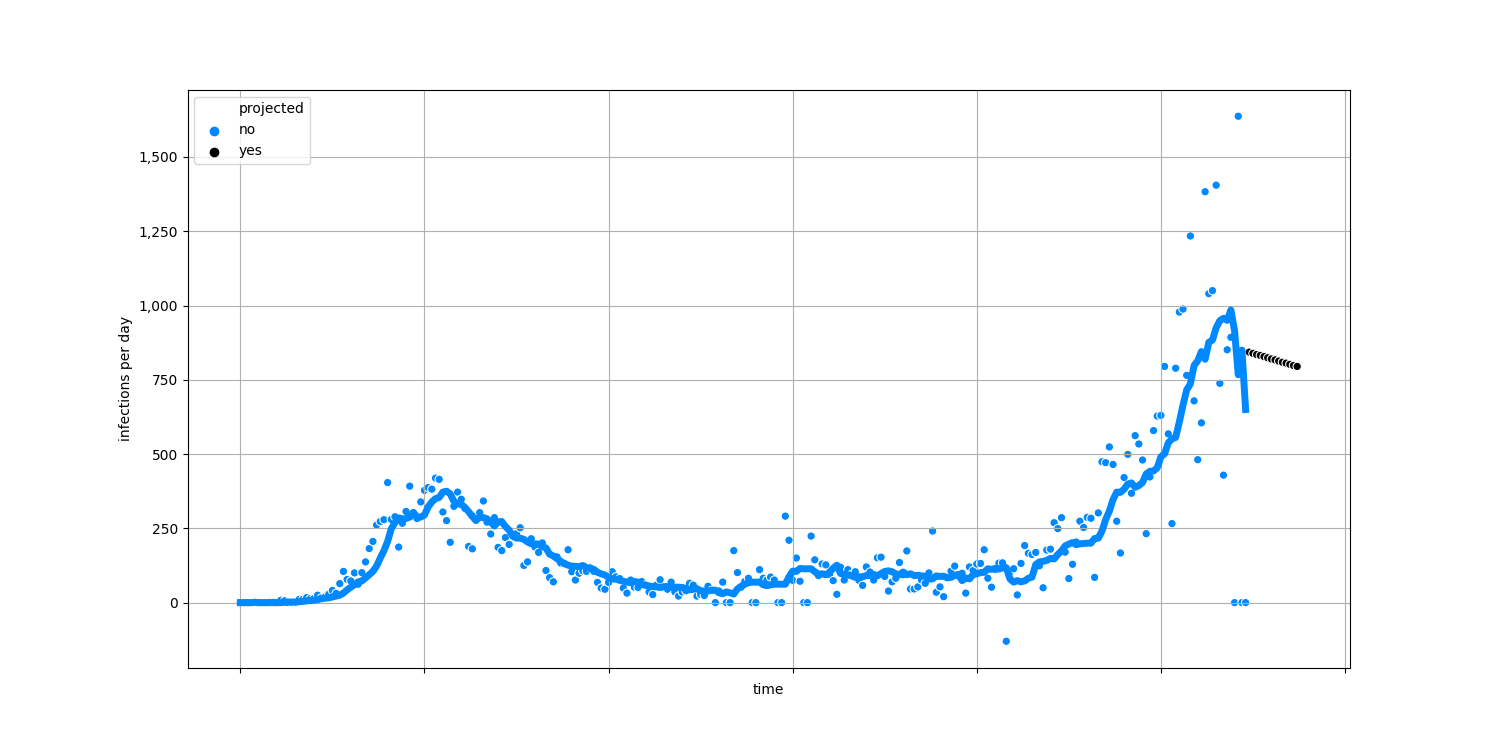 projected
no
yes
1,500
1,250
1,000
750
500
250
0
infections per day
time